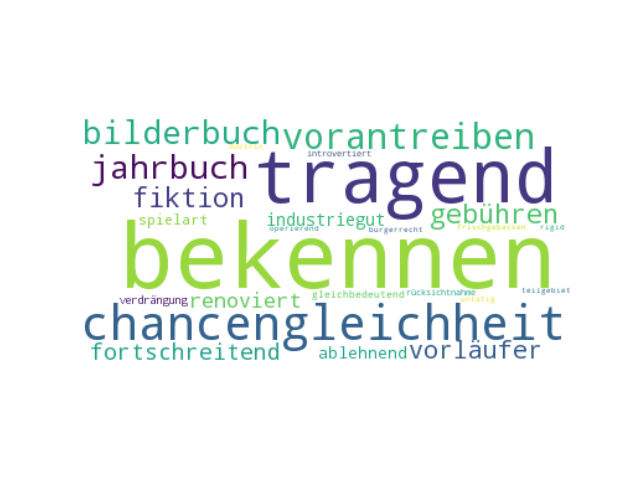 bilderbuch vorantreiben
introvertiert
jahrbuch tragend
fiktion
spielart industriegut gebühren
operierend bürgerrecht frischgebacken rigid
bekennen
verdrängung renoviert gleichbedeutend rücksichtnahme teilgebiet
untätig
chancengleichheit
fortschreitend ablehnend vorläufer